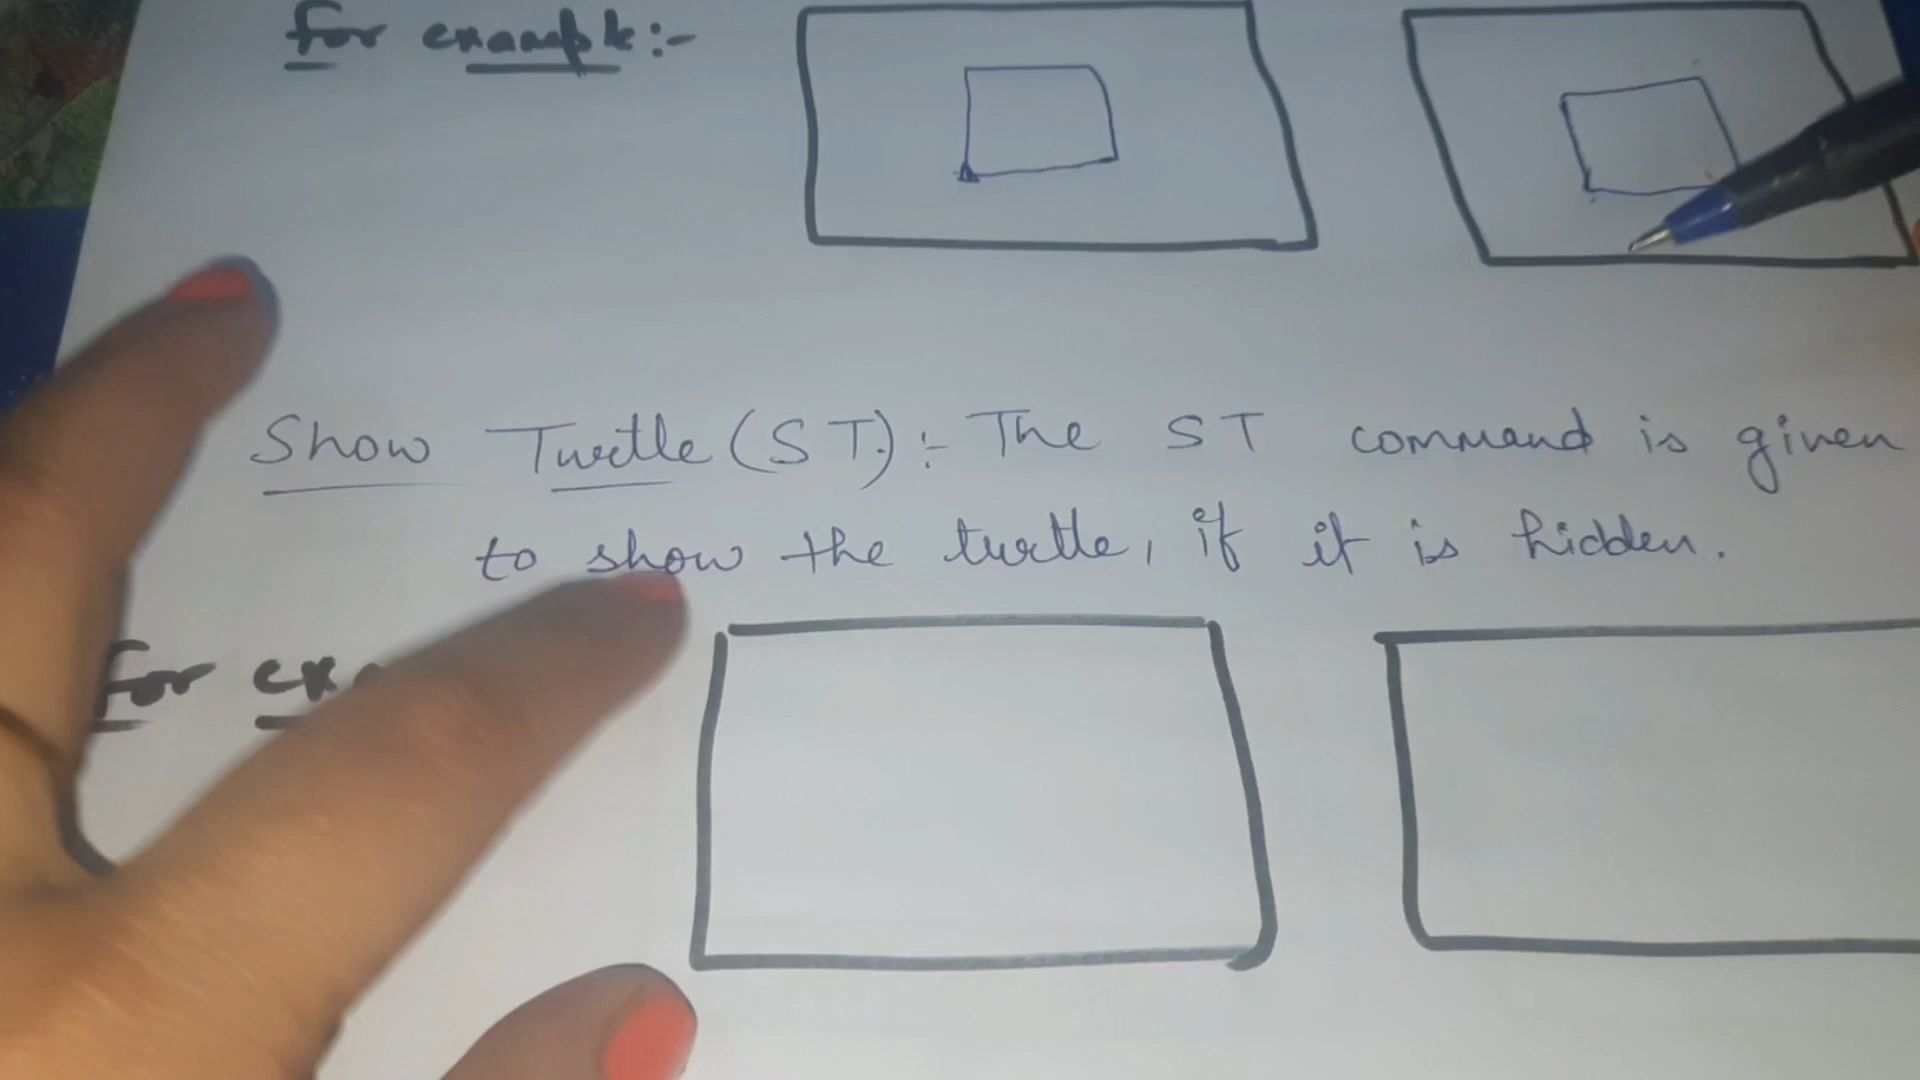 For example:-
Show Turtle (ST):- The ST command is given
to show the turtle, if it is hidden.
For